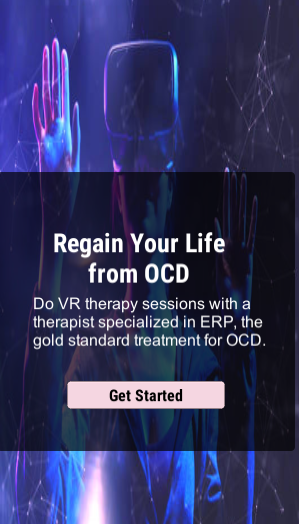 Regain Your Life
from OCD
Do VR therapy sessions with a
therapist specialized in ERP, the
gold standard treatment for OCD.
Get Started